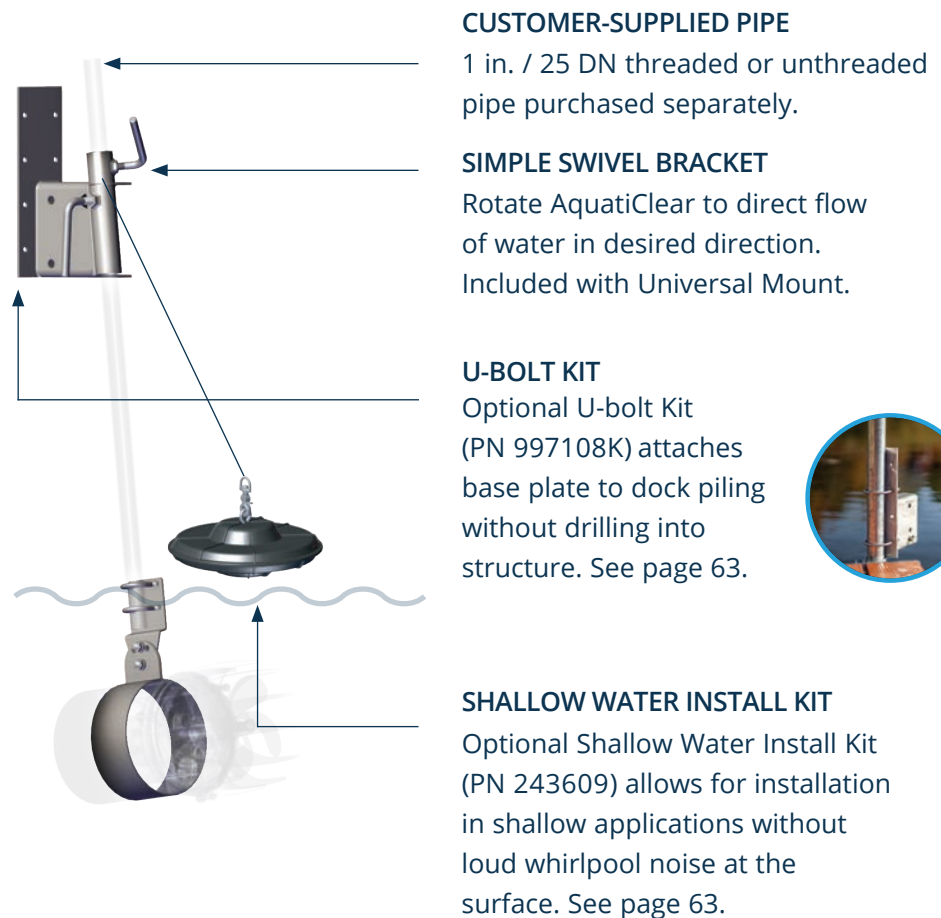 CUSTOMER-SUPPLIED PIPE
1 in. / 25 DN threaded or unthreaded
pipe purchased separately.
SIMPLE SWIVEL BRACKET
Rotate AquatiClear to direct flow
of water in desired direction.
Included with Universal Mount.
U-BOLT KIT
Optional U-bolt Kit
(PN 997108K) attaches
base plate to dock piling
without drilling into
structure. See page 63.
SHALLOW WATER INSTALL KIT
Optional Shallow Water Install Kit
(PN 243609) allows for installation
in shallow applications without
loud whirlpool noise at the
surface. See page 63.